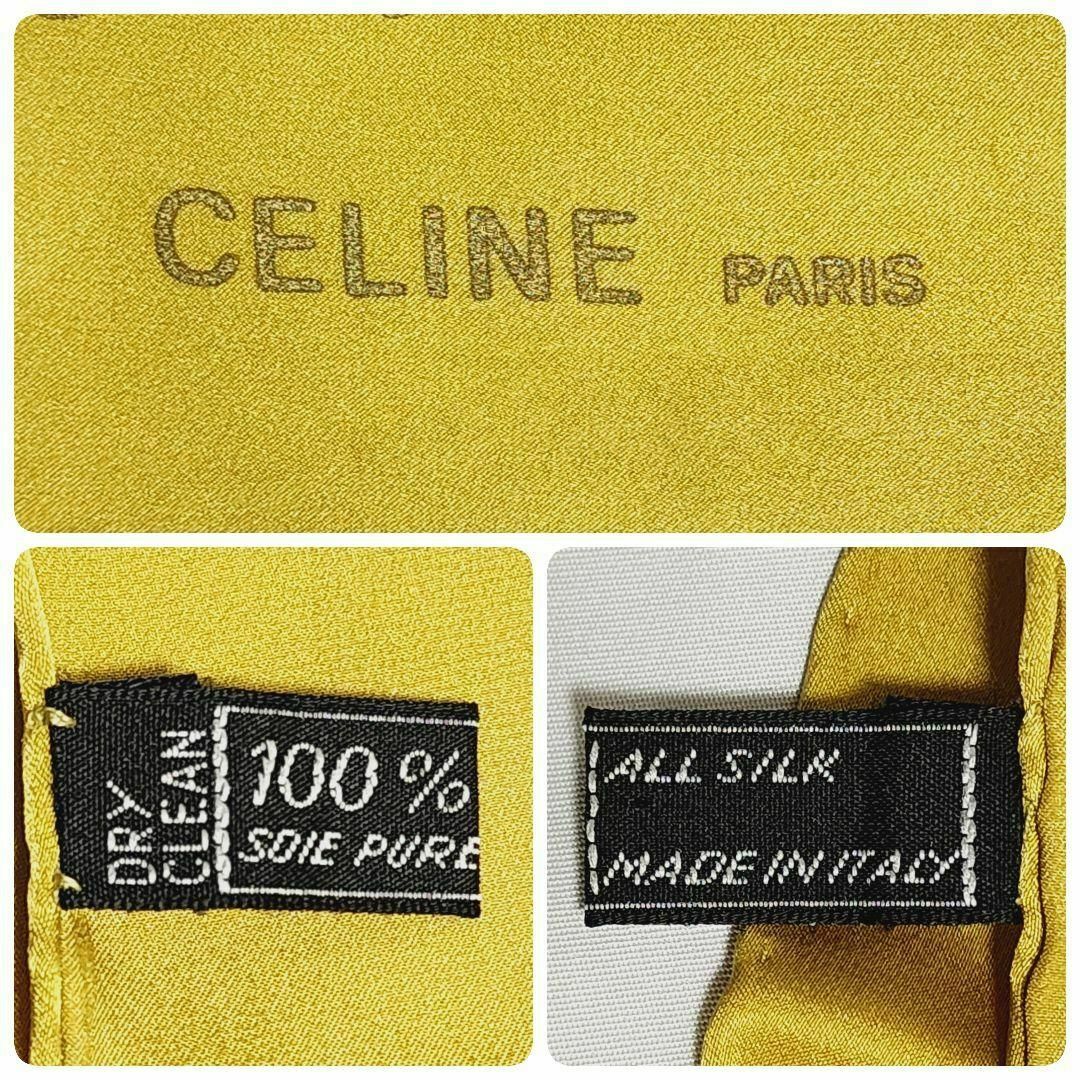 CELINE PARIS
DRY
CLEAN
100 %
SOIE PURE
ALL SILK
MADE IN ITALY